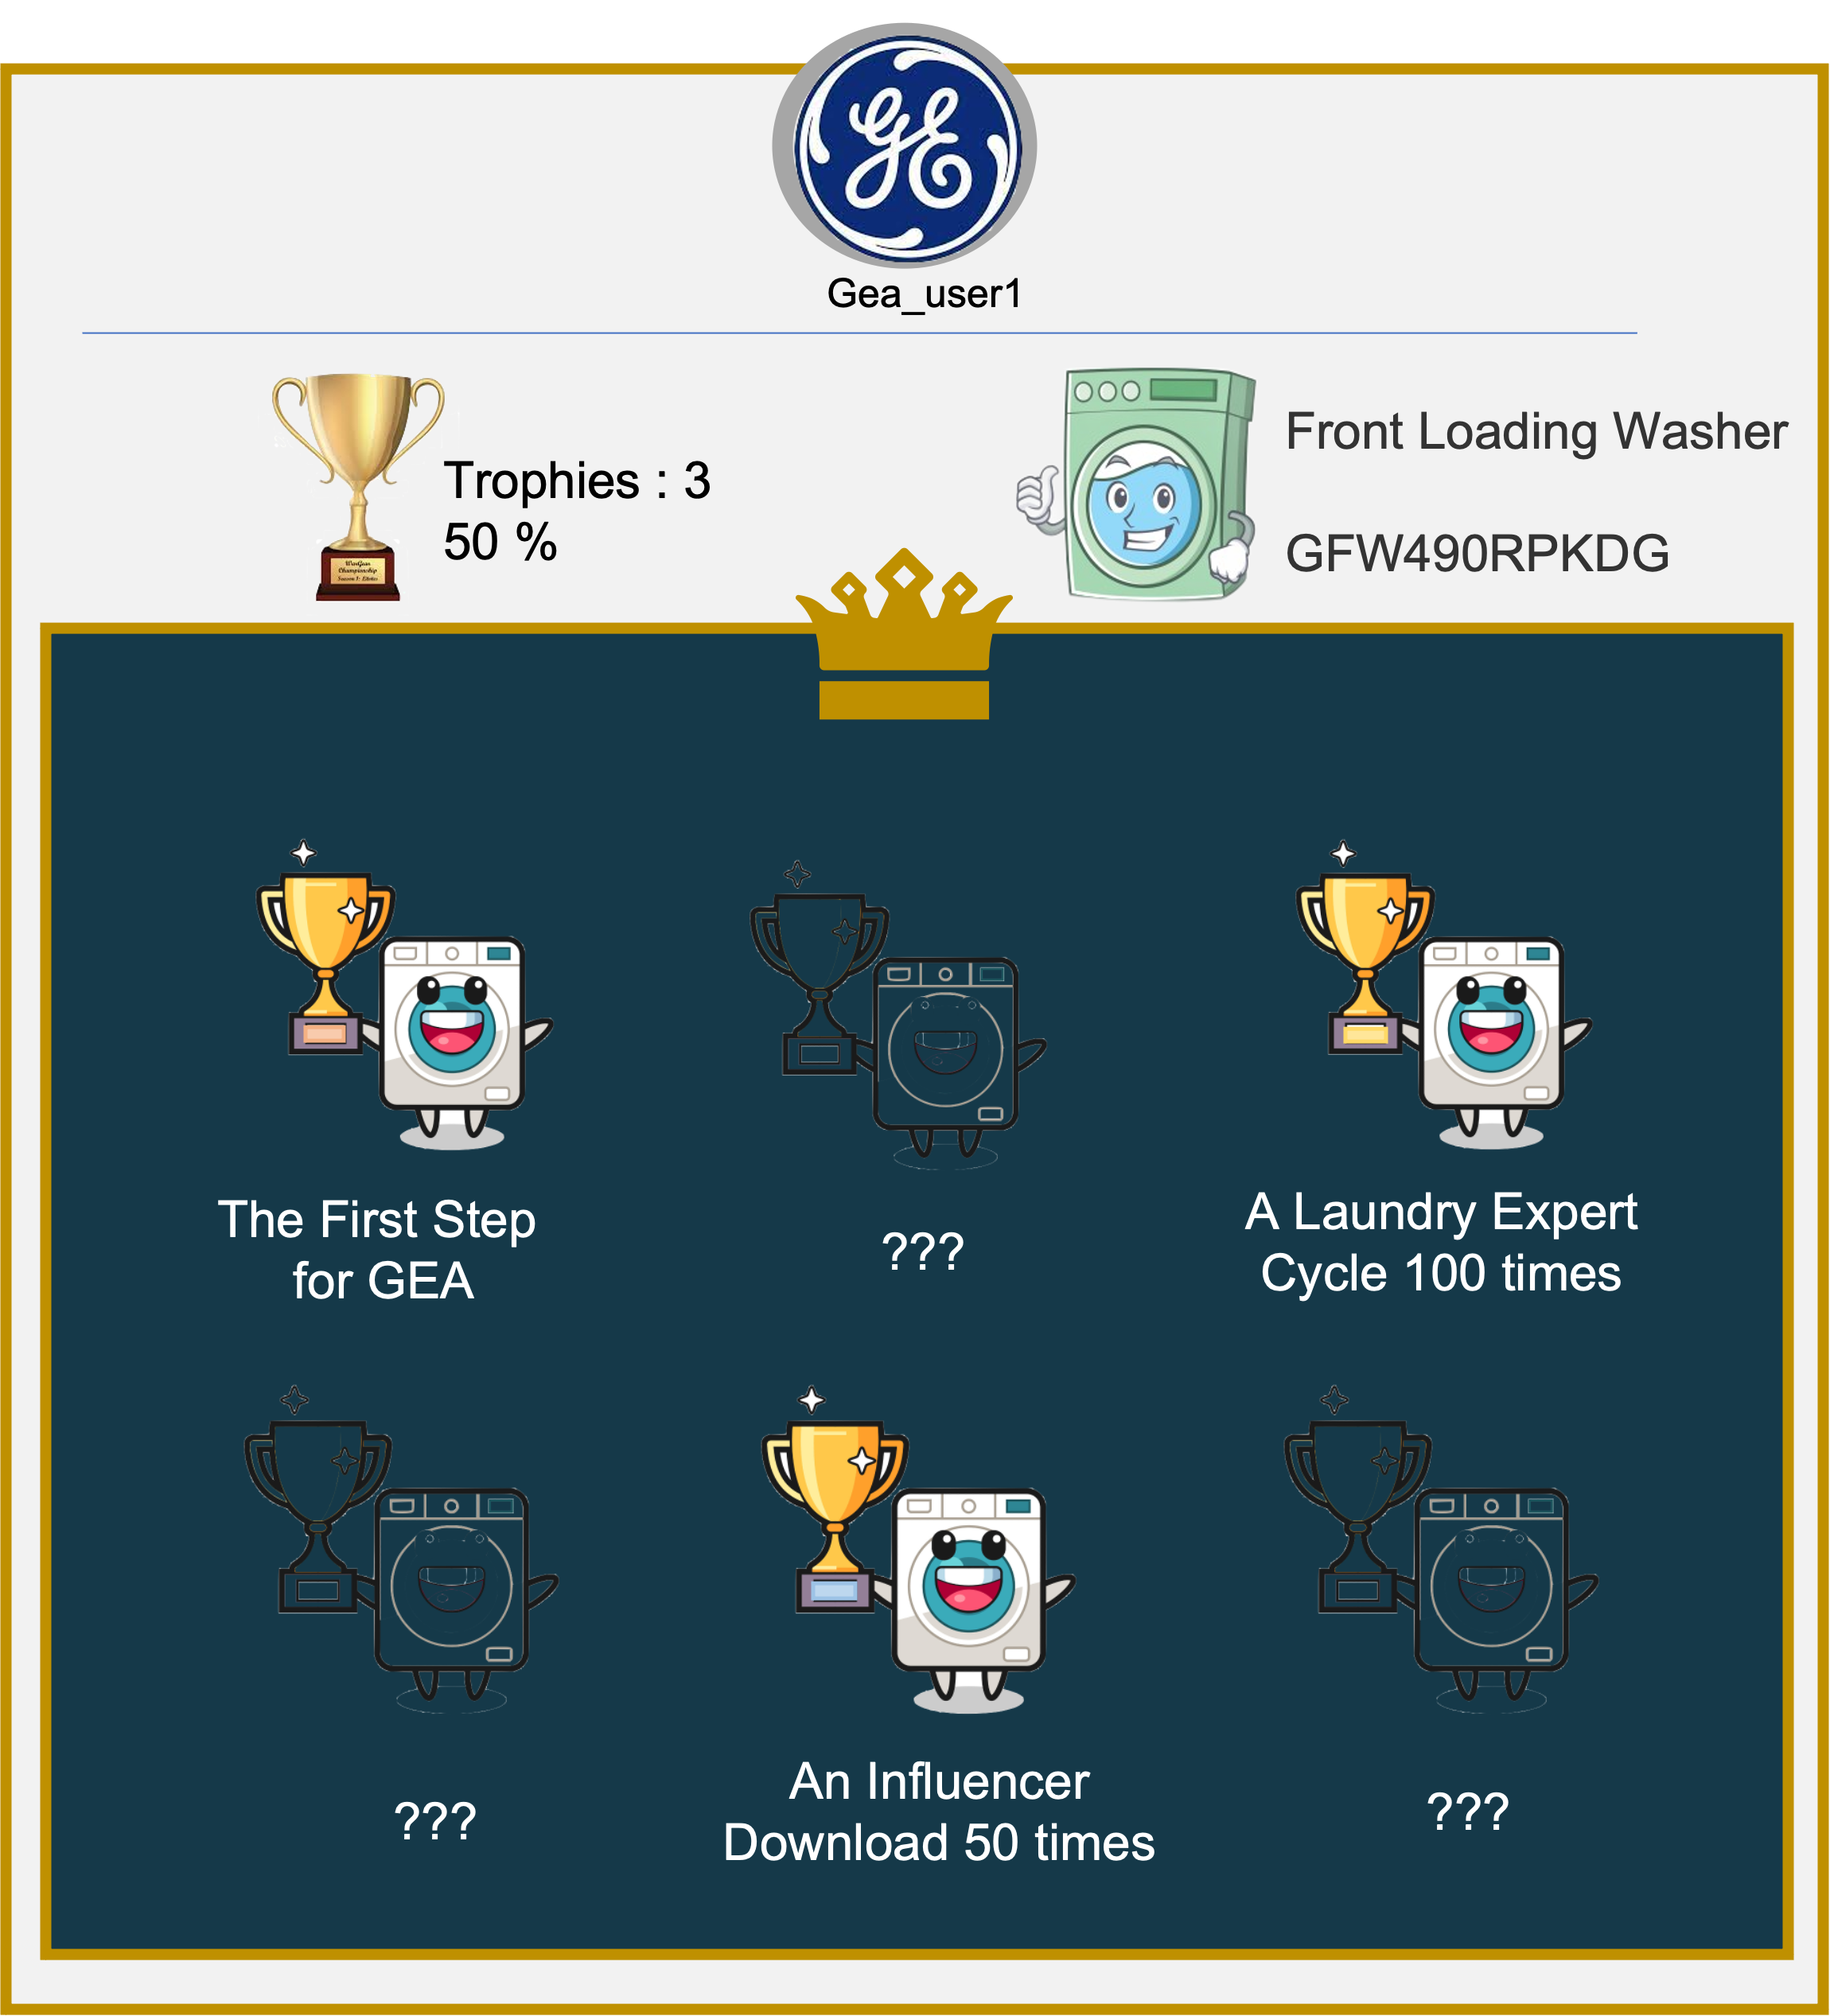 GE
Gea_user1
Trophies : 3
50 %
Front Loading Washer
GFW490RPKDG
The First Step
for GEA
???
A Laundry Expert
Cycle 100 times
???
An Influencer
Download 50 times
???